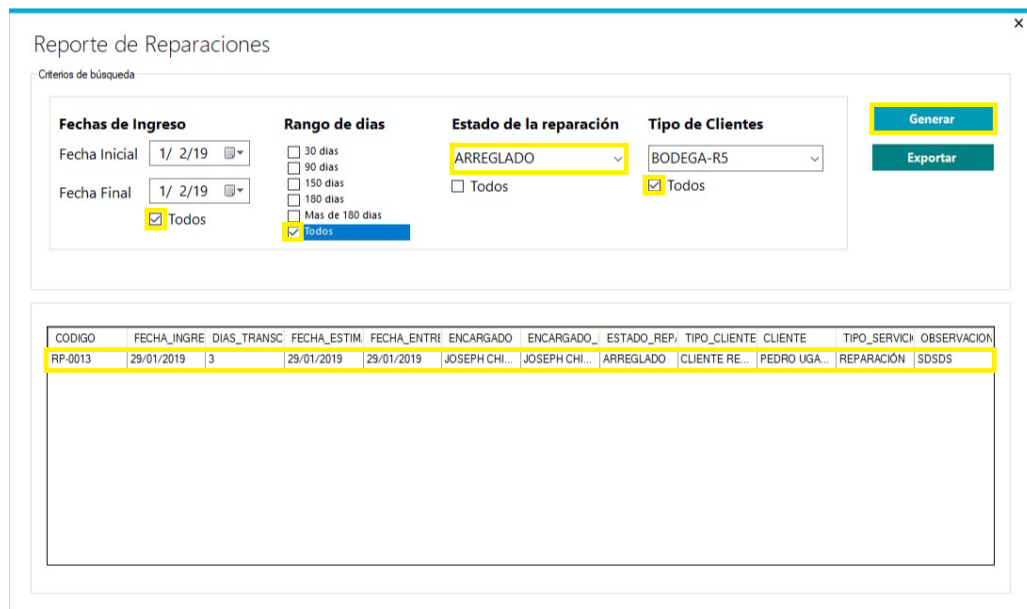 x
Reporte de Reparaciones
Criterios de búsqueda
Fechas de Ingreso
Fecha Inicial 1/ 2/19
Fecha Final 1/ 2/19
Todos
Rango de dias
30 dias
90 dias
150 dias
180 dias
Mas de 180 dias
Todos
Estado de la reparación
ARREGLADO
Todos
Tipo de Clientes
BODEGA-R5
Todos
Generar
Exportar
CODIGO FECHA_INGRE DIAS_TRANSC FECHA_ESTIM. FECHA_ENTRE ENCARGADO ENCARGADO_ ESTADO_REP. TIPO_CLIENTE CLIENTE TIPO_SERVICI OBSERVACION
RP-0013 29/01/2019 3 29/01/2019 29/01/2019 JOSEPH CHI... JOSEPH CHI... ARREGLADO CLIENTE RE... PEDRO UGA... REPARACIÓN SDSDS